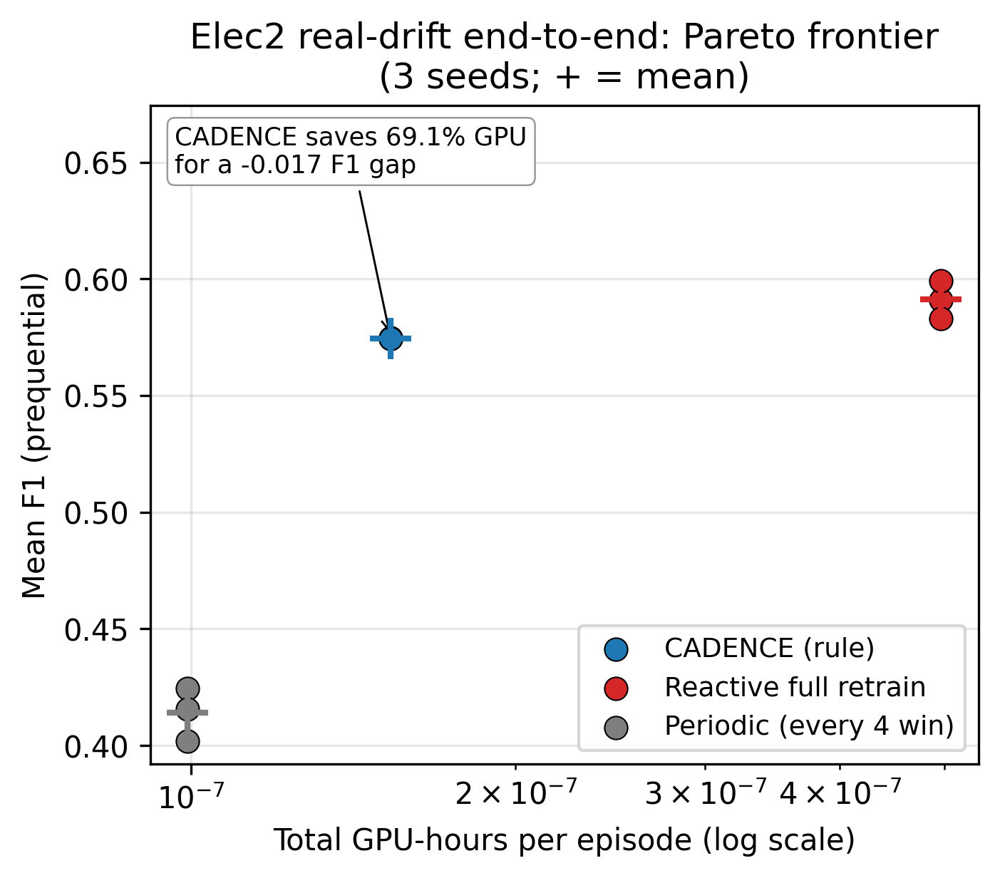 Elec2 real-drift end-to-end: Pareto frontier
(3 seeds; + = mean)
CADENCE saves 69.1% GPU
for a -0.017 F1 gap
Mean F1 (prequential)
0.65
0.60
0.55
0.50
0.45
0.40
CADENCE (rule)
Reactive full retrain
Periodic (every 4 win)
10⁻⁷
2 × 10⁻⁷
3 × 10⁻⁷
4 × 10⁻⁷
Total GPU-hours per episode (log scale)